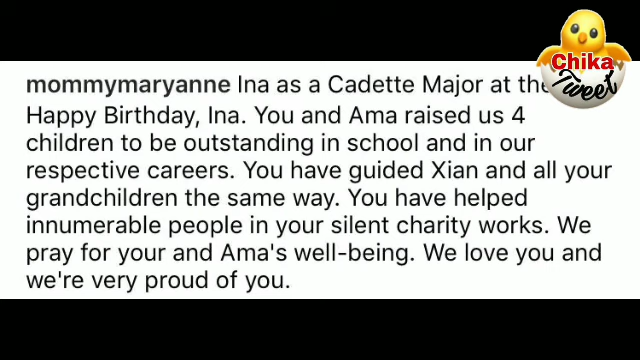 Chika
Tweet
mommymaryanne Ina as a Cadette Major at the
Happy Birthday, Ina. You and Ama raised us 4
children to be outstanding in school and in our
respective careers. You have guided Xian and all your
grandchildren the same way. You have helped
innumerable people in your silent charity works. We
pray for your and Ama's well-being. We love you and
we're very proud of you.